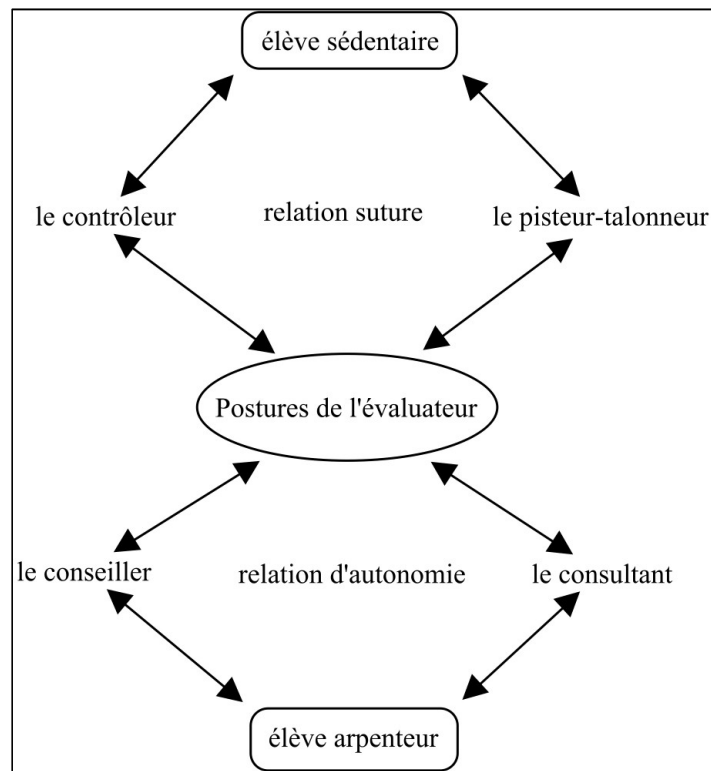 élève sédentaire
le contrôleur
relation suture
le pisteur-talonneur
Postures de l'évaluateur
le conseiller
relation d'autonomie
le consultant
élève arpenteur